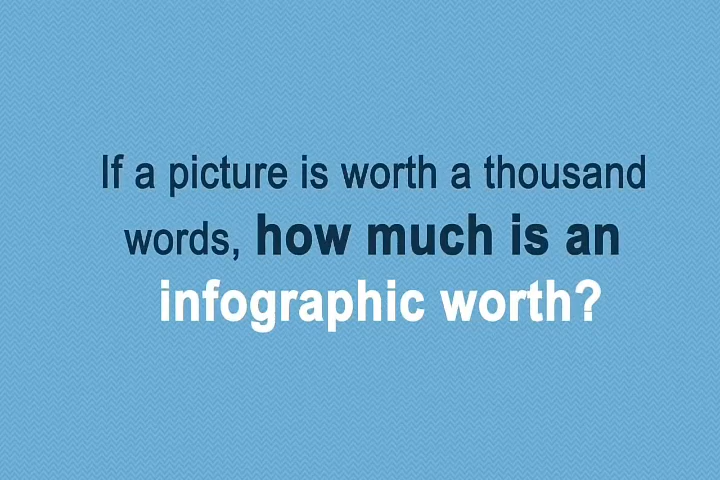 If a picture is worth a thousand
words, how much is an
infographic worth?